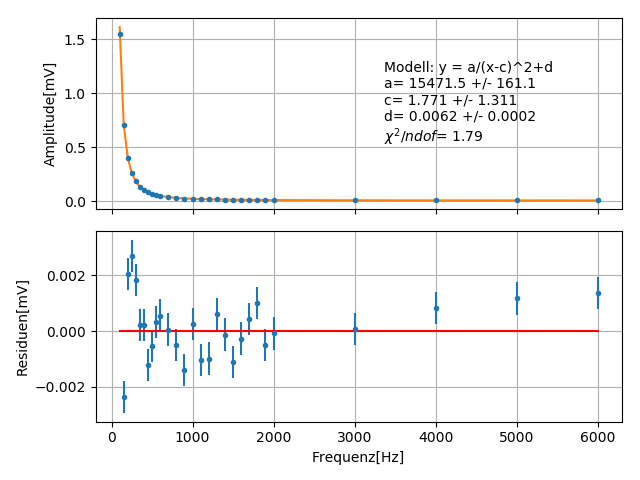 1.5
1.0
0.5
0.0
Amplitude[mV]
Modell: y = a/(x-c)^2+d
a= 15471.5 +/- 161.1
c= 1.771 +/- 1.311
d= 0.0062 +/- 0.0002
χ²/ndof= 1.79
0.002
0.000
−0.002
Residuen[mV]
0 1000 2000 3000 4000 5000 6000
Frequenz[Hz]